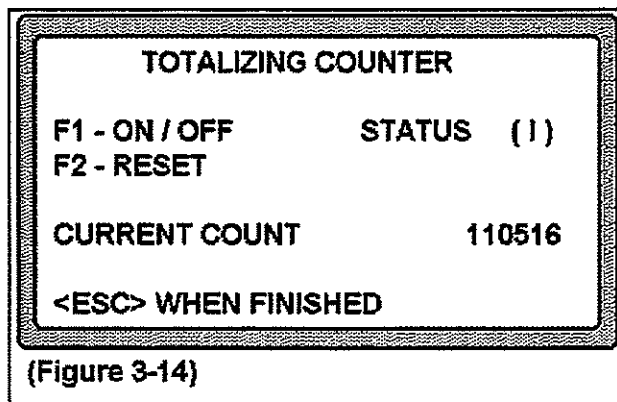 TOTALIZING COUNTER
F1 - ON / OFF STATUS ( I )
F2 - RESET
CURRENT COUNT 110516
<ESC> WHEN FINISHED
(Figure 3-14)